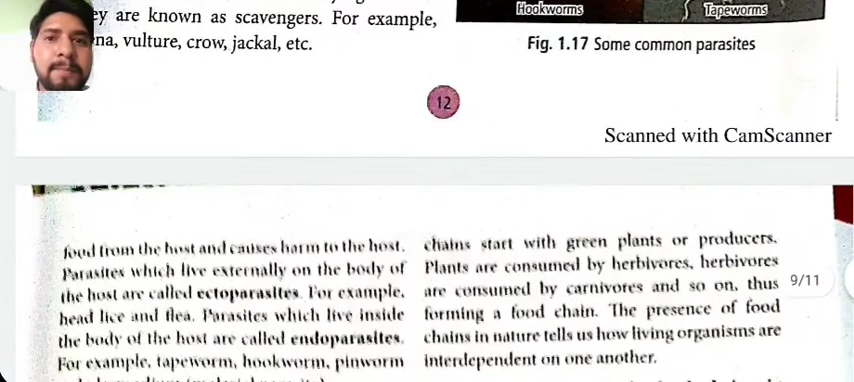 ey are known as scavengers. For example,
na, vulture, crow, jackal, etc.
Hookworms
Tapeworms
Fig. 1.17 Some common parasites
12
Scanned with CamScanner
food from the host and causes harm to the host.
Parasites which live externally on the body of
the host are called ectoparasites. For example,
head lice and flea. Parasites which live inside
the body of the host are called endoparasites.
For example, tapeworm, hookworm, pinworm
chains start with green plants or producers.
Plants are consumed by herbivores, herbivores
are consumed by carnivores and so on, thus
forming a food chain. The presence of food
chains in nature tells us how living organisms are
interdependent on one another.
9/11